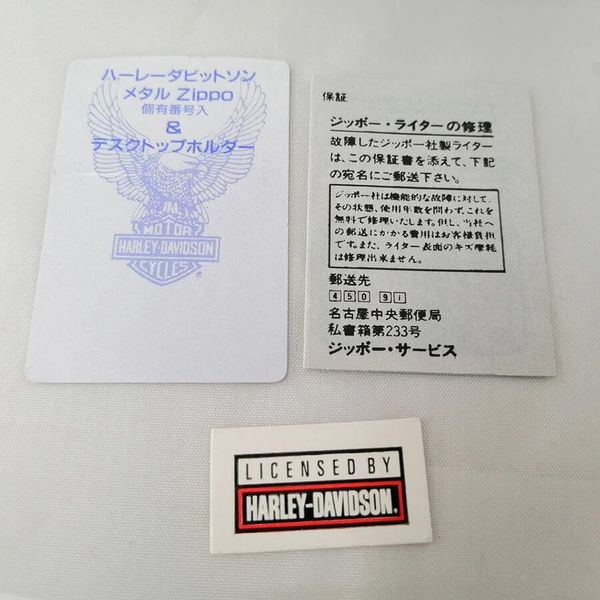 ハーレーダビットソン
メタル Zippo
個有番号入
&
デスクトップホルダー
MOTOR
HARLEY-DAVIDSON
CYCLES
®
保証
ジッポー・ライターの修理
故障したジッポー社製ライター
は、この保証書を添えて、下記
の宛名にご郵送下さい。
ジッポー社は機能的な故障に対して、
その状態、使用年数を問わず、これを
無料で修理いたします。但し、当社へ
の郵送にかかる費用はお客様負担
です。また、ライター表面のキズ摩耗
は修理出来ません。
郵送先
450 91
名古屋中央郵便局
私書箱第233号
ジッポー・サービス
LICENSED BY
HARLEY-DAVIDSON®